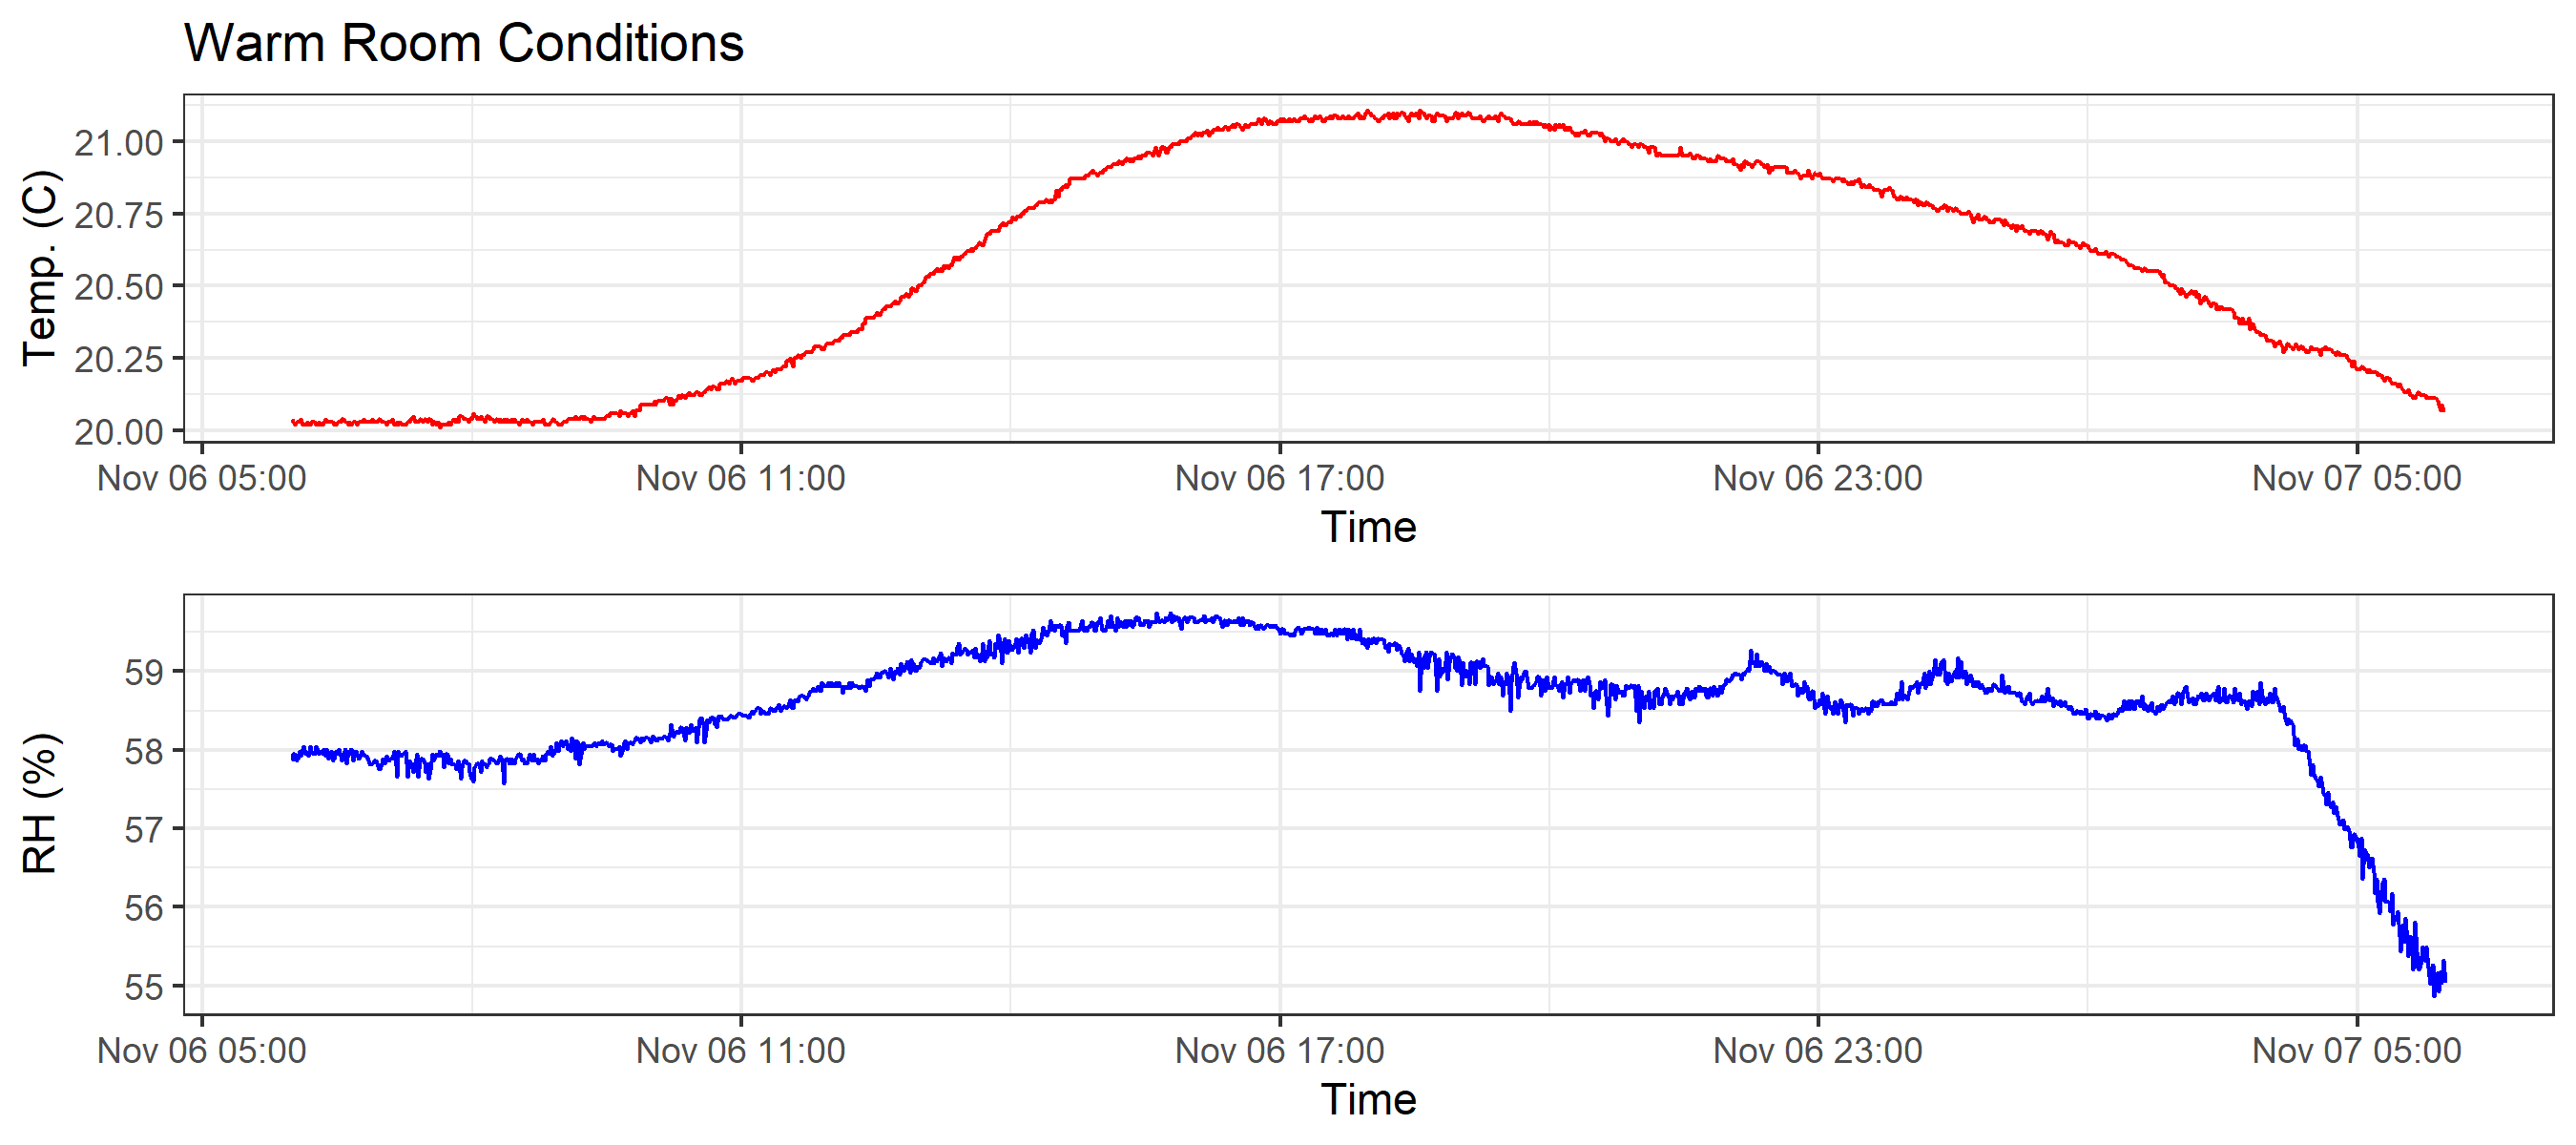 Warm Room Conditions
Temp. (C)
21.00
20.75
20.50
20.25
20.00
Nov 06 05:00 Nov 06 11:00 Nov 06 17:00 Nov 06 23:00 Nov 07 05:00
Time
RH (%)
59
58
57
56
55
Nov 06 05:00 Nov 06 11:00 Nov 06 17:00 Nov 06 23:00 Nov 07 05:00
Time